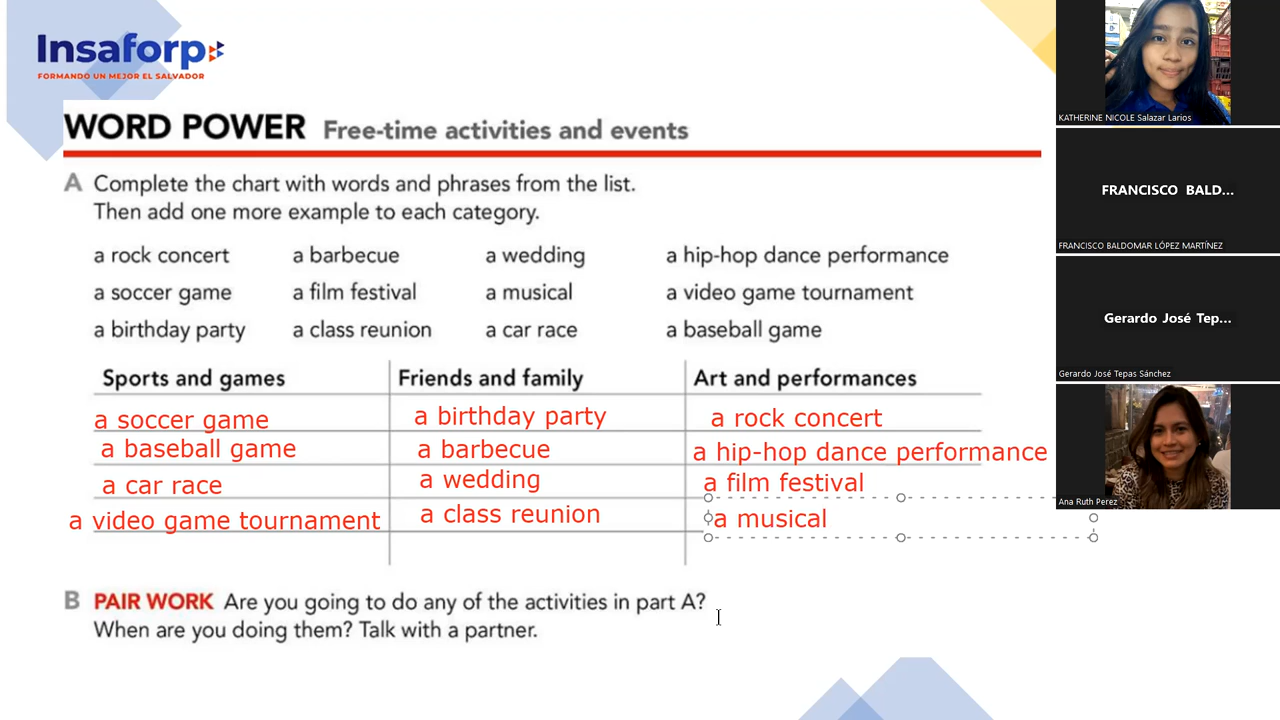 Insaforp
FORMANDO UN MEJOR EL SALVADOR
WORD POWER Free-time activities and events
A Complete the chart with words and phrases from the list.
Then add one more example to each category.
a rock concert a barbecue a wedding a hip-hop dance performance
a soccer game a film festival a musical a video game tournament
a birthday party a class reunion a car race a baseball game
Sports and games Friends and family Art and performances
a soccer game a birthday party a rock concert
a baseball game a barbecue a hip-hop dance performance
a car race a wedding a film festival
a video game tournament a class reunion a musical
B PAIR WORK Are you going to do any of the activities in part A?
When are you doing them? Talk with a partner.
KATHERINE NICOLE Salazar Larios
FRANCISCO BALD...
FRANCISCO BALDOMAR LÓPEZ MARTÍNEZ
Gerardo José Tep...
Gerardo José Tepas Sánchez
Ana Ruth Perez